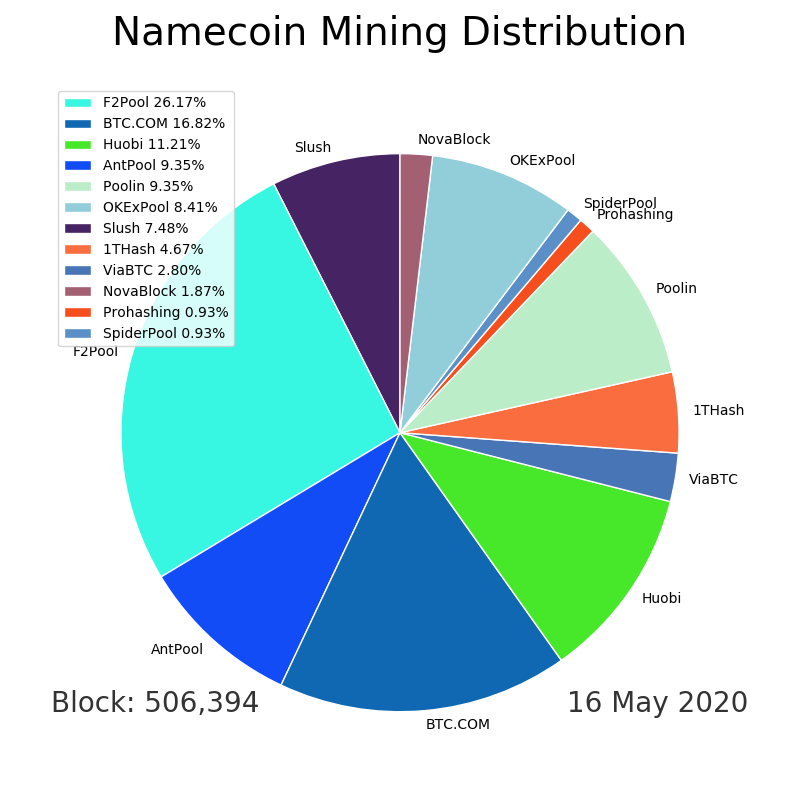 Namecoin Mining Distribution
F2Pool 26.17%
BTC.COM 16.82%
Huobi 11.21%
AntPool 9.35%
Poolin 9.35%
OKExPool 8.41%
Slush 7.48%
1THash 4.67%
ViaBTC 2.80%
NovaBlock 1.87%
Prohashing 0.93%
SpiderPool 0.93%
NovaBlock
OKExPool
SpiderPool
Prohashing
Poolin
1THash
ViaBTC
Huobi
BTC.COM
AntPool
F2Pool
Slush
Block: 506,394
16 May 2020